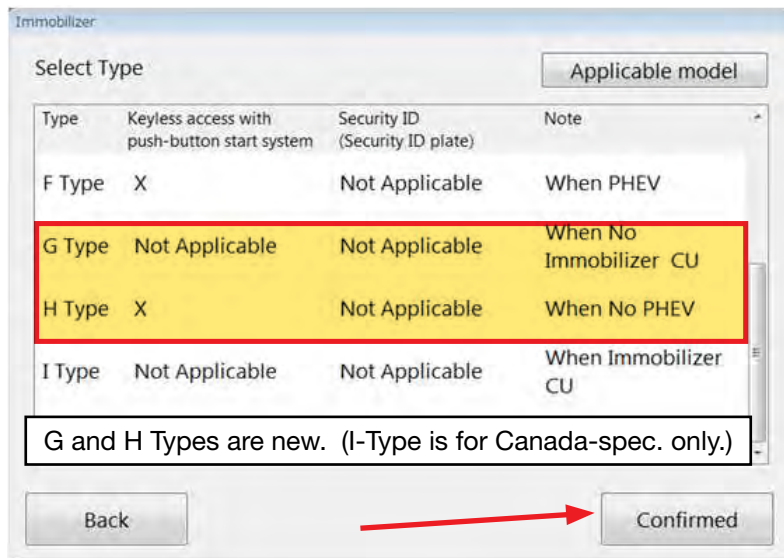 Immobilizer
Select Type
Applicable model
Type Keyless access with push-button start system Security ID (Security ID plate) Note
F Type X Not Applicable When PHEV
G Type Not Applicable Not Applicable When No Immobilizer CU
H Type X Not Applicable When No PHEV
I Type Not Applicable Not Applicable When Immobilizer CU
G and H Types are new. (I-Type is for Canada-spec. only.)
Back
Confirmed